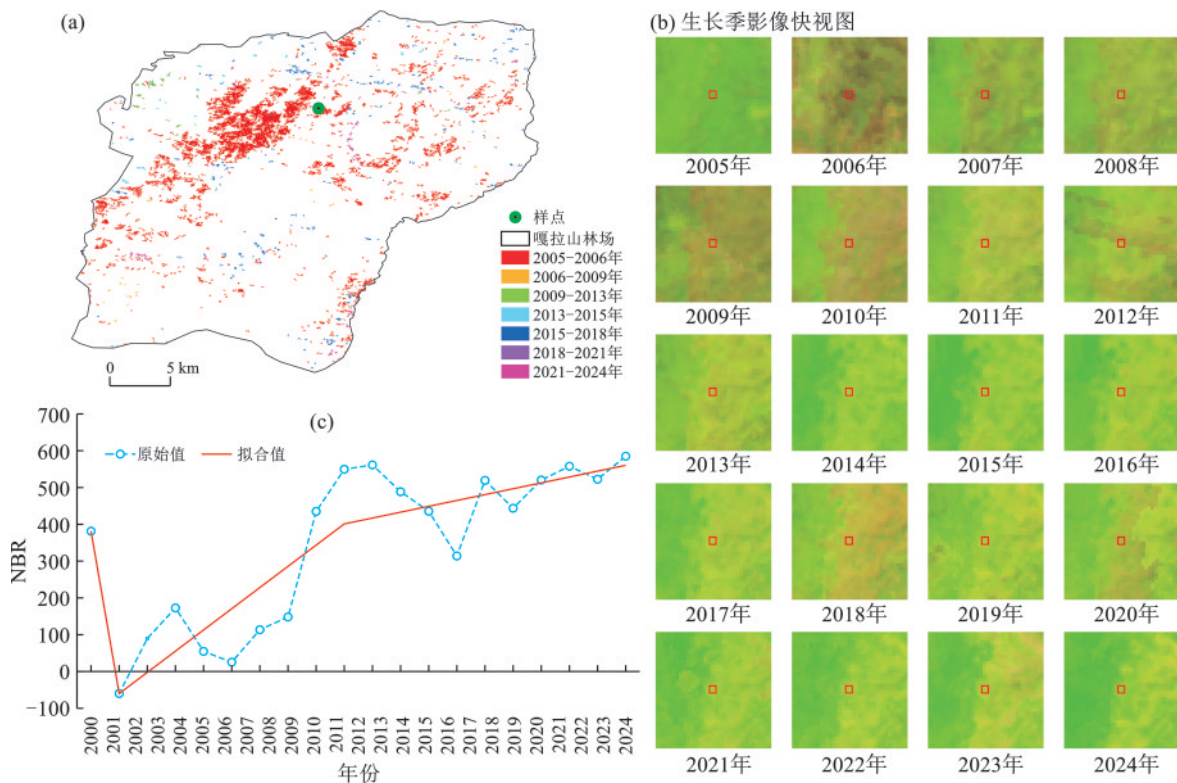 (a)
样点
嘎拉山林场
2005−2006年
2006−2009年
2009−2013年
2013−2015年
2015−2018年
2018−2021年
2021−2024年
0 5 km
(b) 生长季影像快视图
2005年 2006年 2007年 2008年
2009年 2010年 2011年 2012年
2013年 2014年 2015年 2016年
2017年 2018年 2019年 2020年
2021年 2022年 2023年 2024年
(c)
原始值 拟合值
700
600
500
400
300
200
100
0
−100
NBR
2000 2001 2002 2004 2005 2006 2007 2008 2009 2010 2011 2012 2013 2014 2015 2016 2017 2018 2019 2020 2021 2022 2023 2024
年份